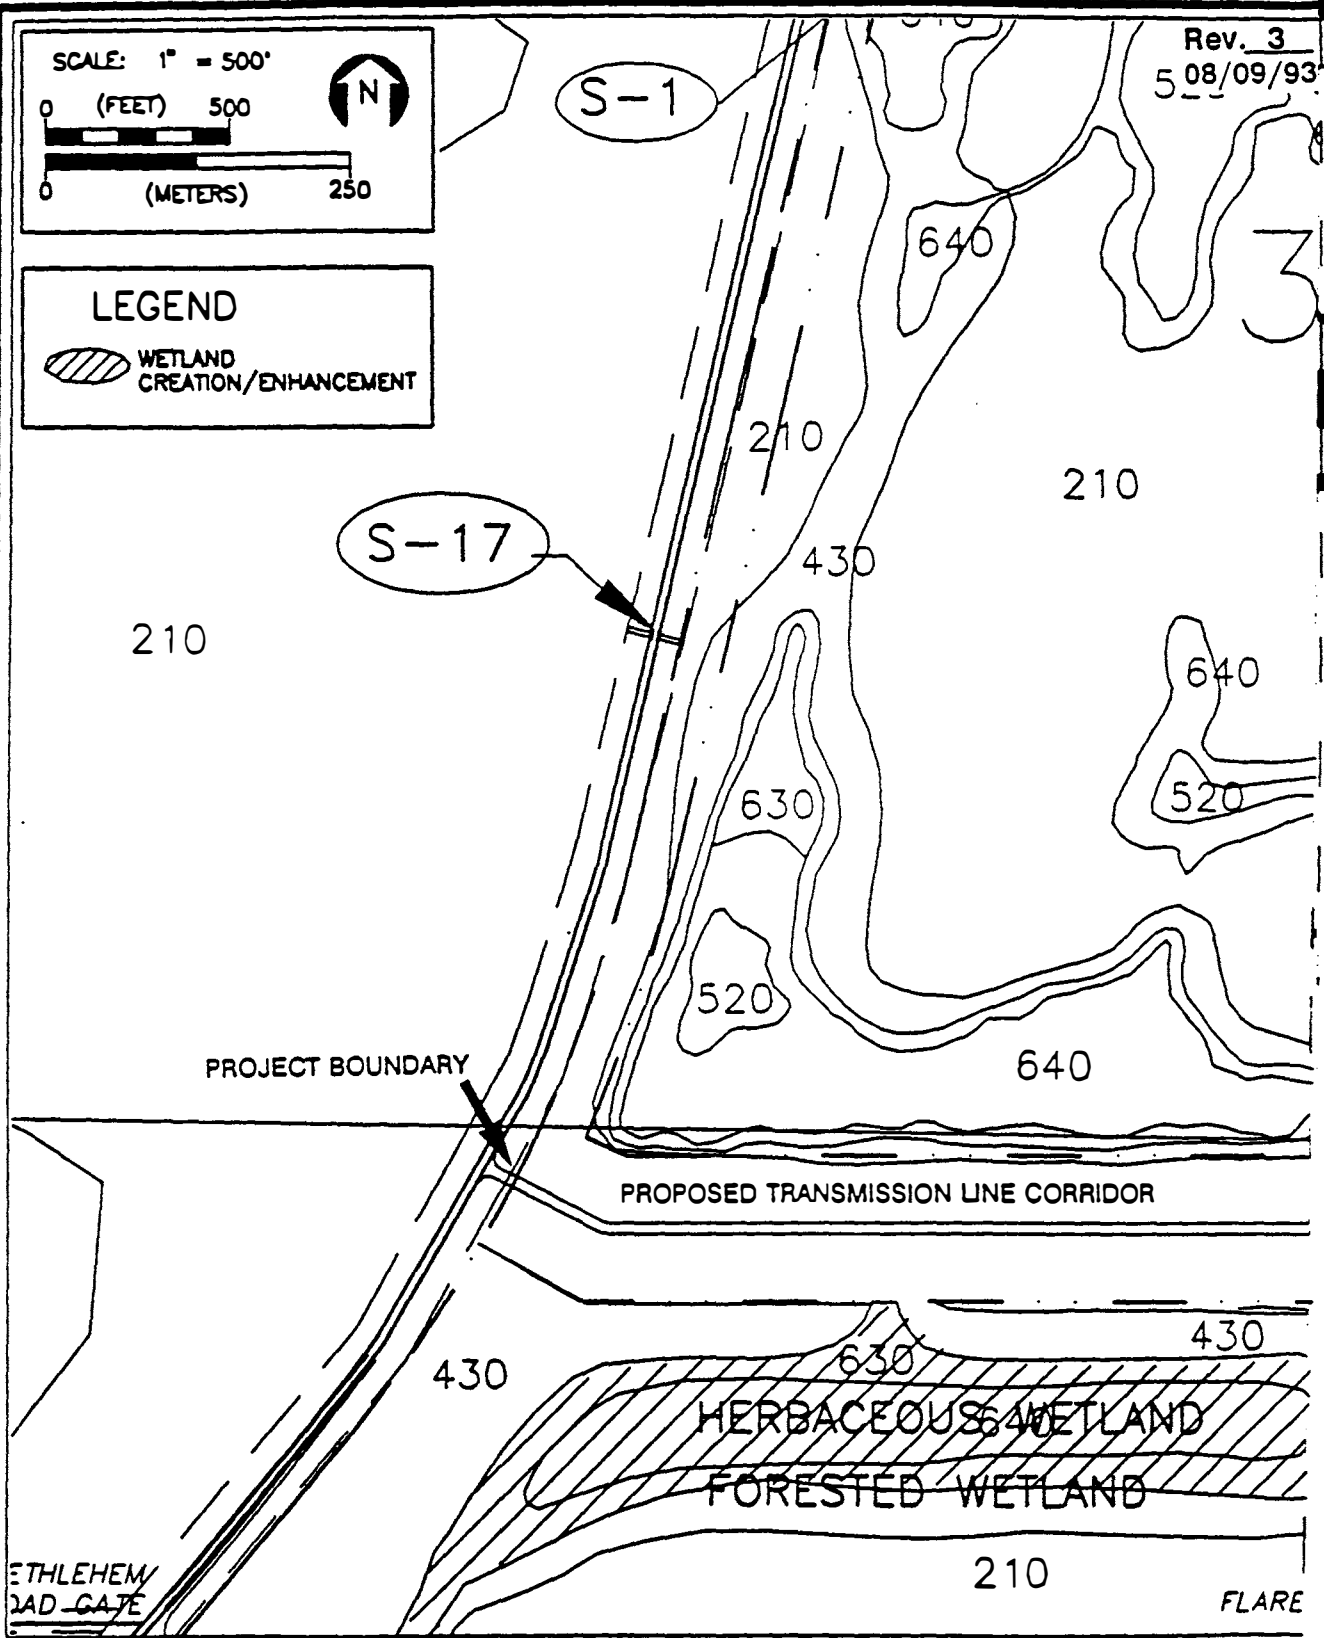 SCALE: 1" = 500'
0 (FEET) 500
0 (METERS) 250
N
S-1
Rev. 3
08/09/93
5
640
3
LEGEND
WETLAND
CREATION/ENHANCEMENT
210
210
S-17
430
210
640
630
520
520
640
PROJECT BOUNDARY
PROPOSED TRANSMISSION LINE CORRIDOR
430
630
430
HERBACEOUS WETLAND
640
FORESTED WETLAND
210
ETHLEHEM
OAD GATE
FLARE